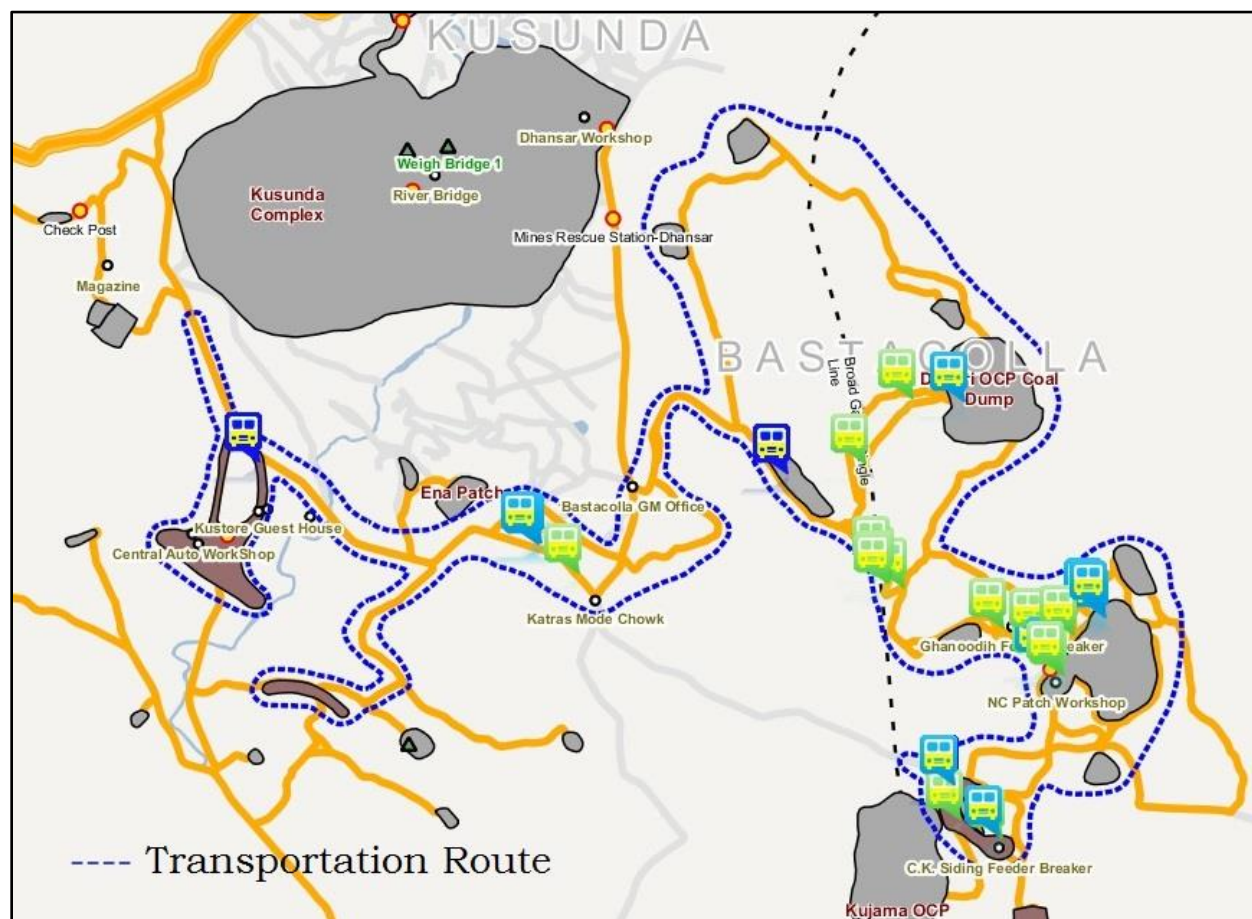 KUSUNDA
Dhansar Workshop
Weigh Bridge 1
River Bridge
Kusunda
Complex
Check Post
Mines Rescue Station-Dhansar
Magazine
BASTACOLLA
Broad
Line
OCP Coal
Dump
Ena Patch
Bastacolla GM Office
Kustore Guest House
Central Auto WorkShop
Katras Mode Chowk
Ghanoodih
NC Patch Workshop
C.K. Siding Feeder Breaker
Kujama OCP
Transportation Route